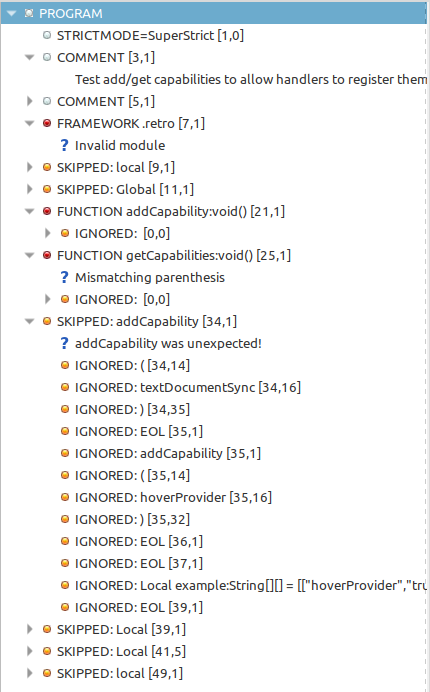 PROGRAM
STRICTMODE=SuperStrict [1,0]
COMMENT [3,1]
Test add/get capabilities to allow handlers to register them
COMMENT [5,1]
FRAMEWORK .retro [7,1]
? Invalid module
SKIPPED: local [9,1]
SKIPPED: Global [11,1]
FUNCTION addCapability:void() [21,1]
IGNORED: [0,0]
FUNCTION getCapabilities:void() [25,1]
? Mismatching parenthesis
IGNORED: [0,0]
SKIPPED: addCapability [34,1]
? addCapability was unexpected!
IGNORED: ( [34,14]
IGNORED: textDocumentSync [34,16]
IGNORED: ) [34,35]
IGNORED: EOL [35,1]
IGNORED: addCapability [35,1]
IGNORED: ( [35,14]
IGNORED: hoverProvider [35,16]
IGNORED: ) [35,32]
IGNORED: EOL [36,1]
IGNORED: EOL [37,1]
IGNORED: Local example:String[][] = [["hoverProvider","tru
IGNORED: EOL [39,1]
SKIPPED: Local [39,1]
SKIPPED: Local [41,5]
SKIPPED: local [49,1]